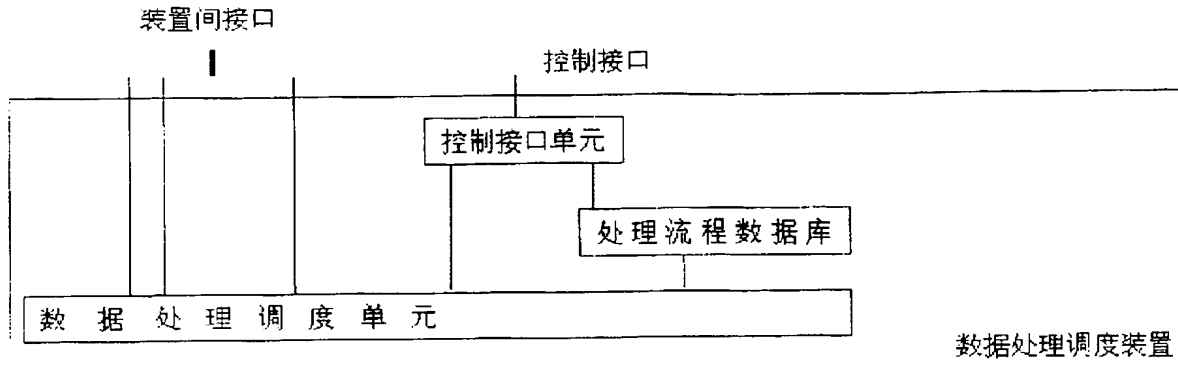 装置间接口
控制接口
控制接口单元
处理流程数据库
数据处理调度单元
数据处理调度装置